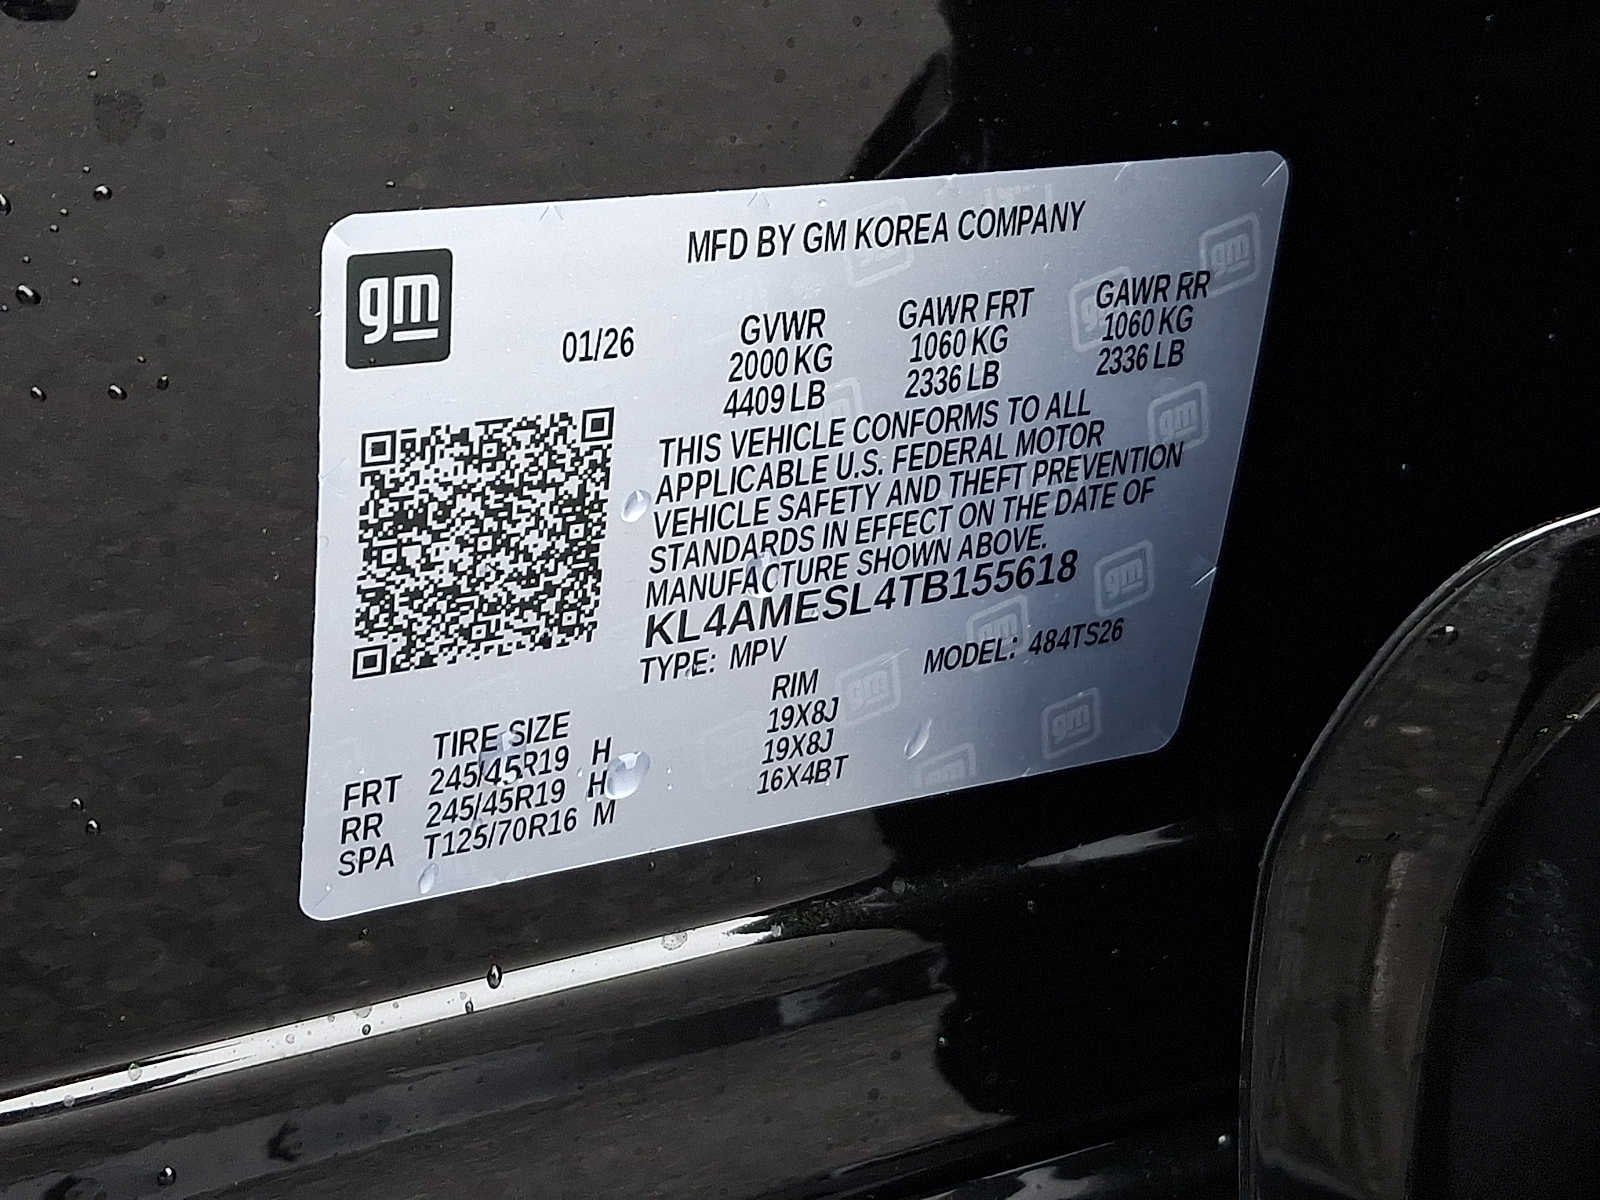 gm
MFD BY GM KOREA COMPANY
01/26
GVWR GAWR FRT GAWR RR
2000 KG 1060 KG 1060 KG
4409 LB 2336 LB 2336 LB
THIS VEHICLE CONFORMS TO ALL
APPLICABLE U.S. FEDERAL MOTOR
VEHICLE SAFETY AND THEFT PREVENTION
STANDARDS IN EFFECT ON THE DATE OF
MANUFACTURE SHOWN ABOVE.
KL4AMESL4TB155618
TYPE: MPV MODEL: 484TS26
TIRE SIZE RIM
FRT 245/45R19 H 19X8J
RR 245/45R19 H 19X8J
SPA T125/70R16 M 16X4BT